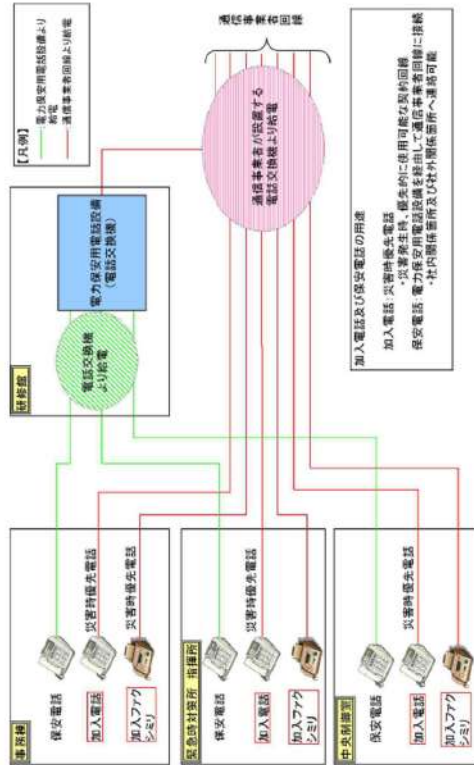 【凡例】
:電力保安用電話設備より
給電
:通信事業者回線より給電
通信事業者回線
研修館
電話交換機
より給電
電力保安用電話設備
(電話交換機)
通信事業者が設置する
電話交換機より給電
事務棟
保安電話
加入電話
災害時優先電話
加入ファク
シミリ
災害時優先電話
緊急時対策所 指揮所
保安電話
加入電話
災害時優先電話
加入ファク
シミリ
中央制御室
保安電話
加入電話
災害時優先電話
加入ファク
シミリ
加入電話及び保安電話の用途
加入電話:災害時優先電話
・災害発生時、優先的に使用可能な契約回線
保安電話:電力保安用電話設備を経由して通信事業者回線に接続
・社内関係箇所及び社外関係箇所へ連絡可能